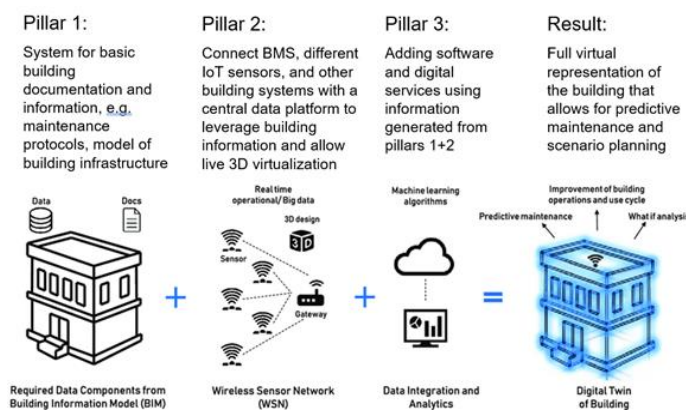 Pillar 1:
System for basic
building
documentation and
information, e.g.
maintenance
protocols, model of
building infrastructure
Pillar 2:
Connect BMS, different
IoT sensors, and other
building systems with a
central data platform to
leverage building
information and allow
live 3D virtualization
Pillar 3:
Adding software
and digital
services using
information
generated from
pillars 1+2
Result:
Full virtual
representation of
the building that
allows for predictive
maintenance and
scenario planning
Data
Docs
+
Real time
operational/ Big data
3D design
3D
Sensor
Gateway
+
Machine learning
algorithms
=
Improvement of building
operations and use cycle
Predictive maintenance
What if analysis
Required Data Components from
Building Information Model (BIM)
Wireless Sensor Network
(WSN)
Data Integration and
Analytics
Digital Twin
of Building